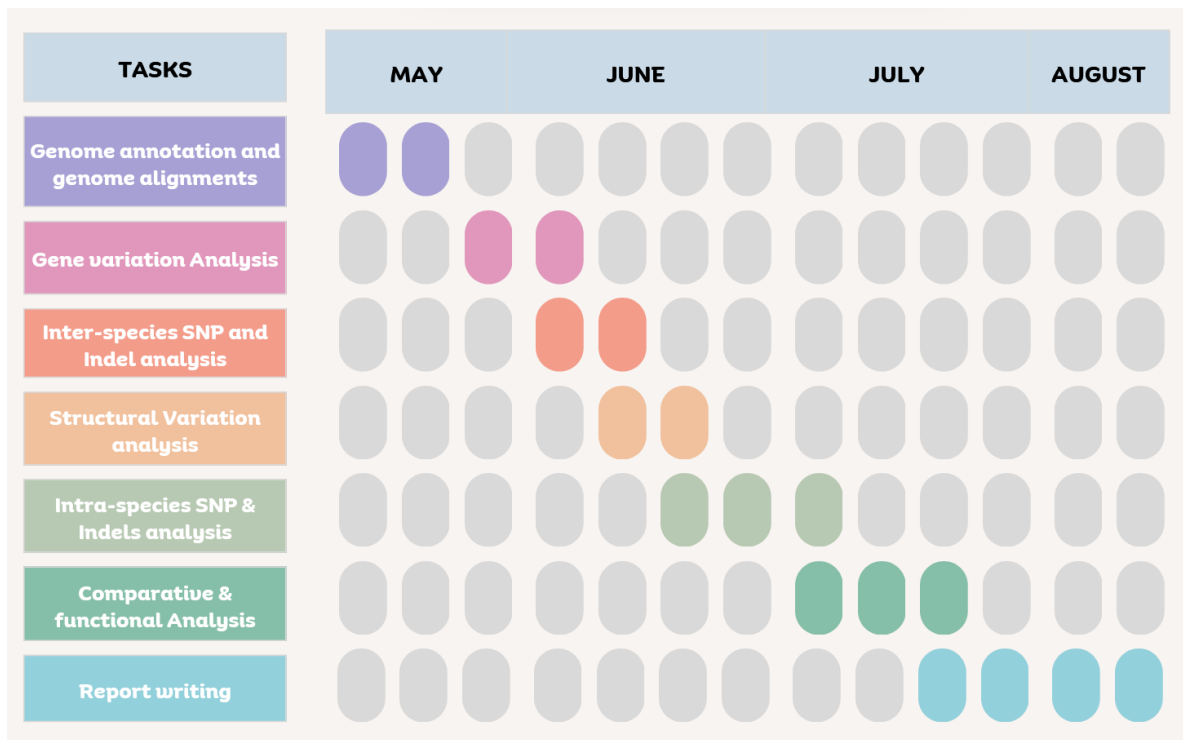 TASKS
MAY
JUNE
JULY
AUGUST
Genome annotation and
genome alignments
Gene variation Analysis
Inter-species SNP and
Indel analysis
Structural Variation
analysis
Intra-species SNP &
Indels analysis
Comparative &
functional Analysis
Report writing